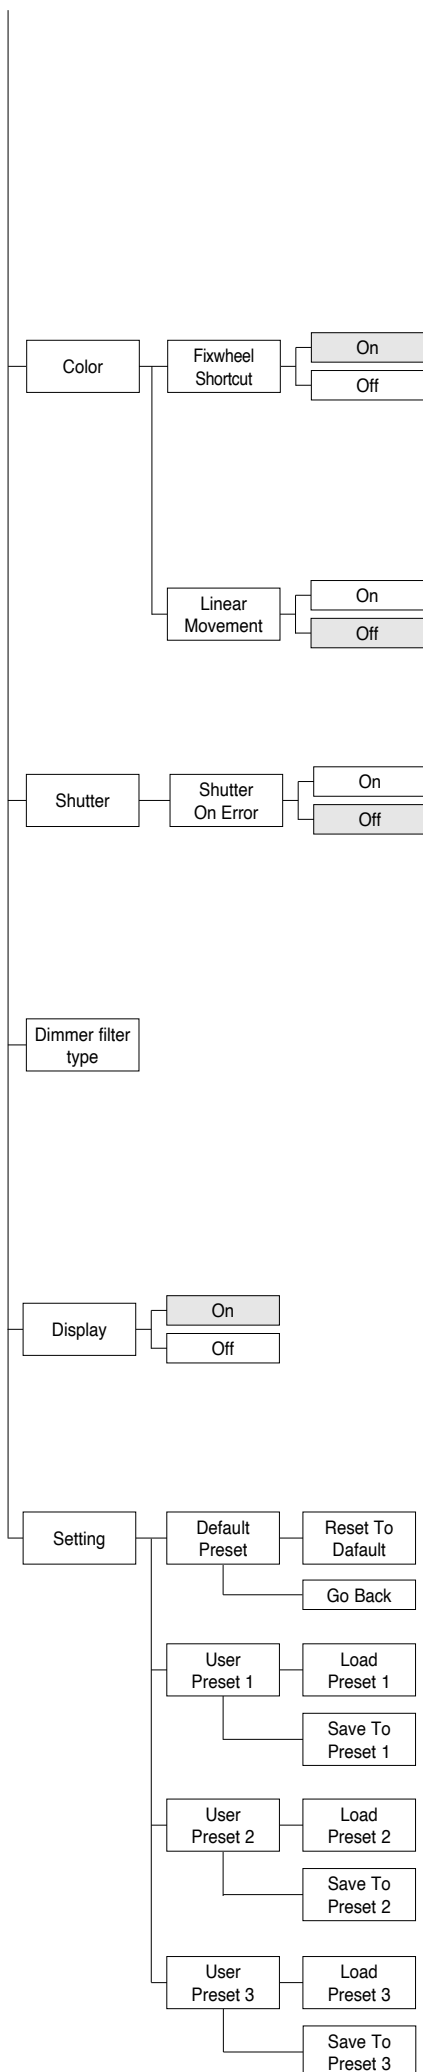 Color
Fixwheel
Shortcut
On
Off
Linear
Movement
On
Off
Shutter
Shutter
On Error
On
Off
Dimmer filter
type
Display
On
Off
Setting
Default
Preset
Reset To
Dafault
Go Back
User
Preset 1
Load
Preset 1
Save To
Preset 1
User
Preset 2
Load
Preset 2
Save To
Preset 2
User
Preset 3
Load
Preset 3
Save To
Preset 3